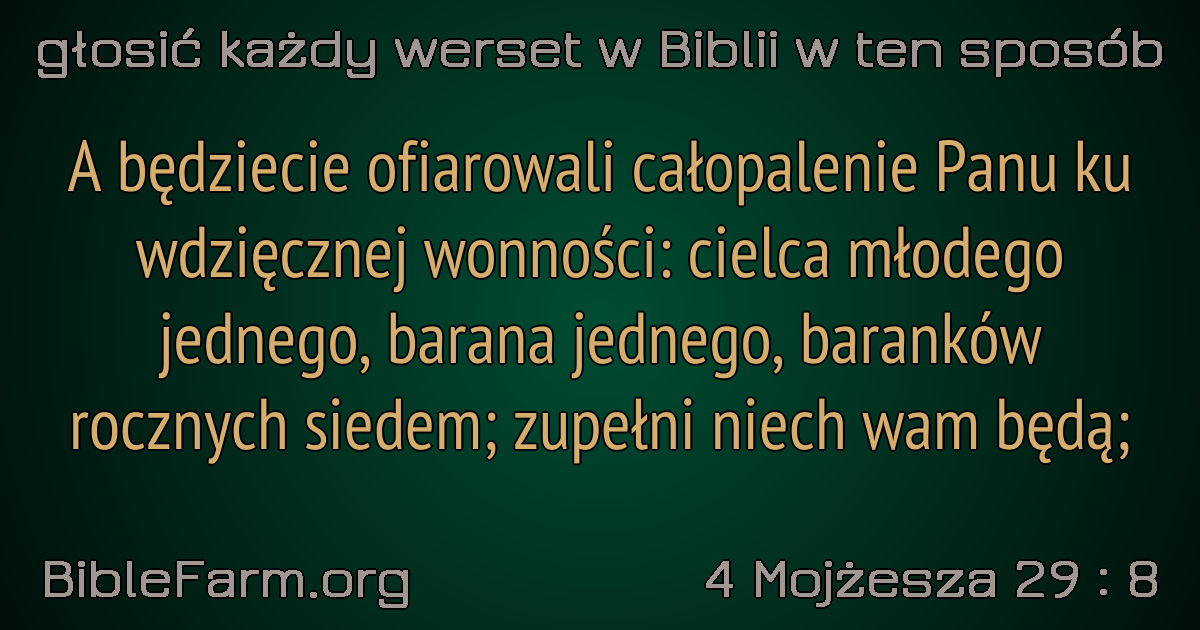 głosić każdy werset w Biblii w ten sposób
A będziecie ofiarowali całopalenie Panu ku
wdzięcznej wonności: cielca młodego
jednego, barana jednego, baranków
rocznych siedem; zupełni niech wam będą;
BibleFarm.org
4 Mojżesza 29 : 8